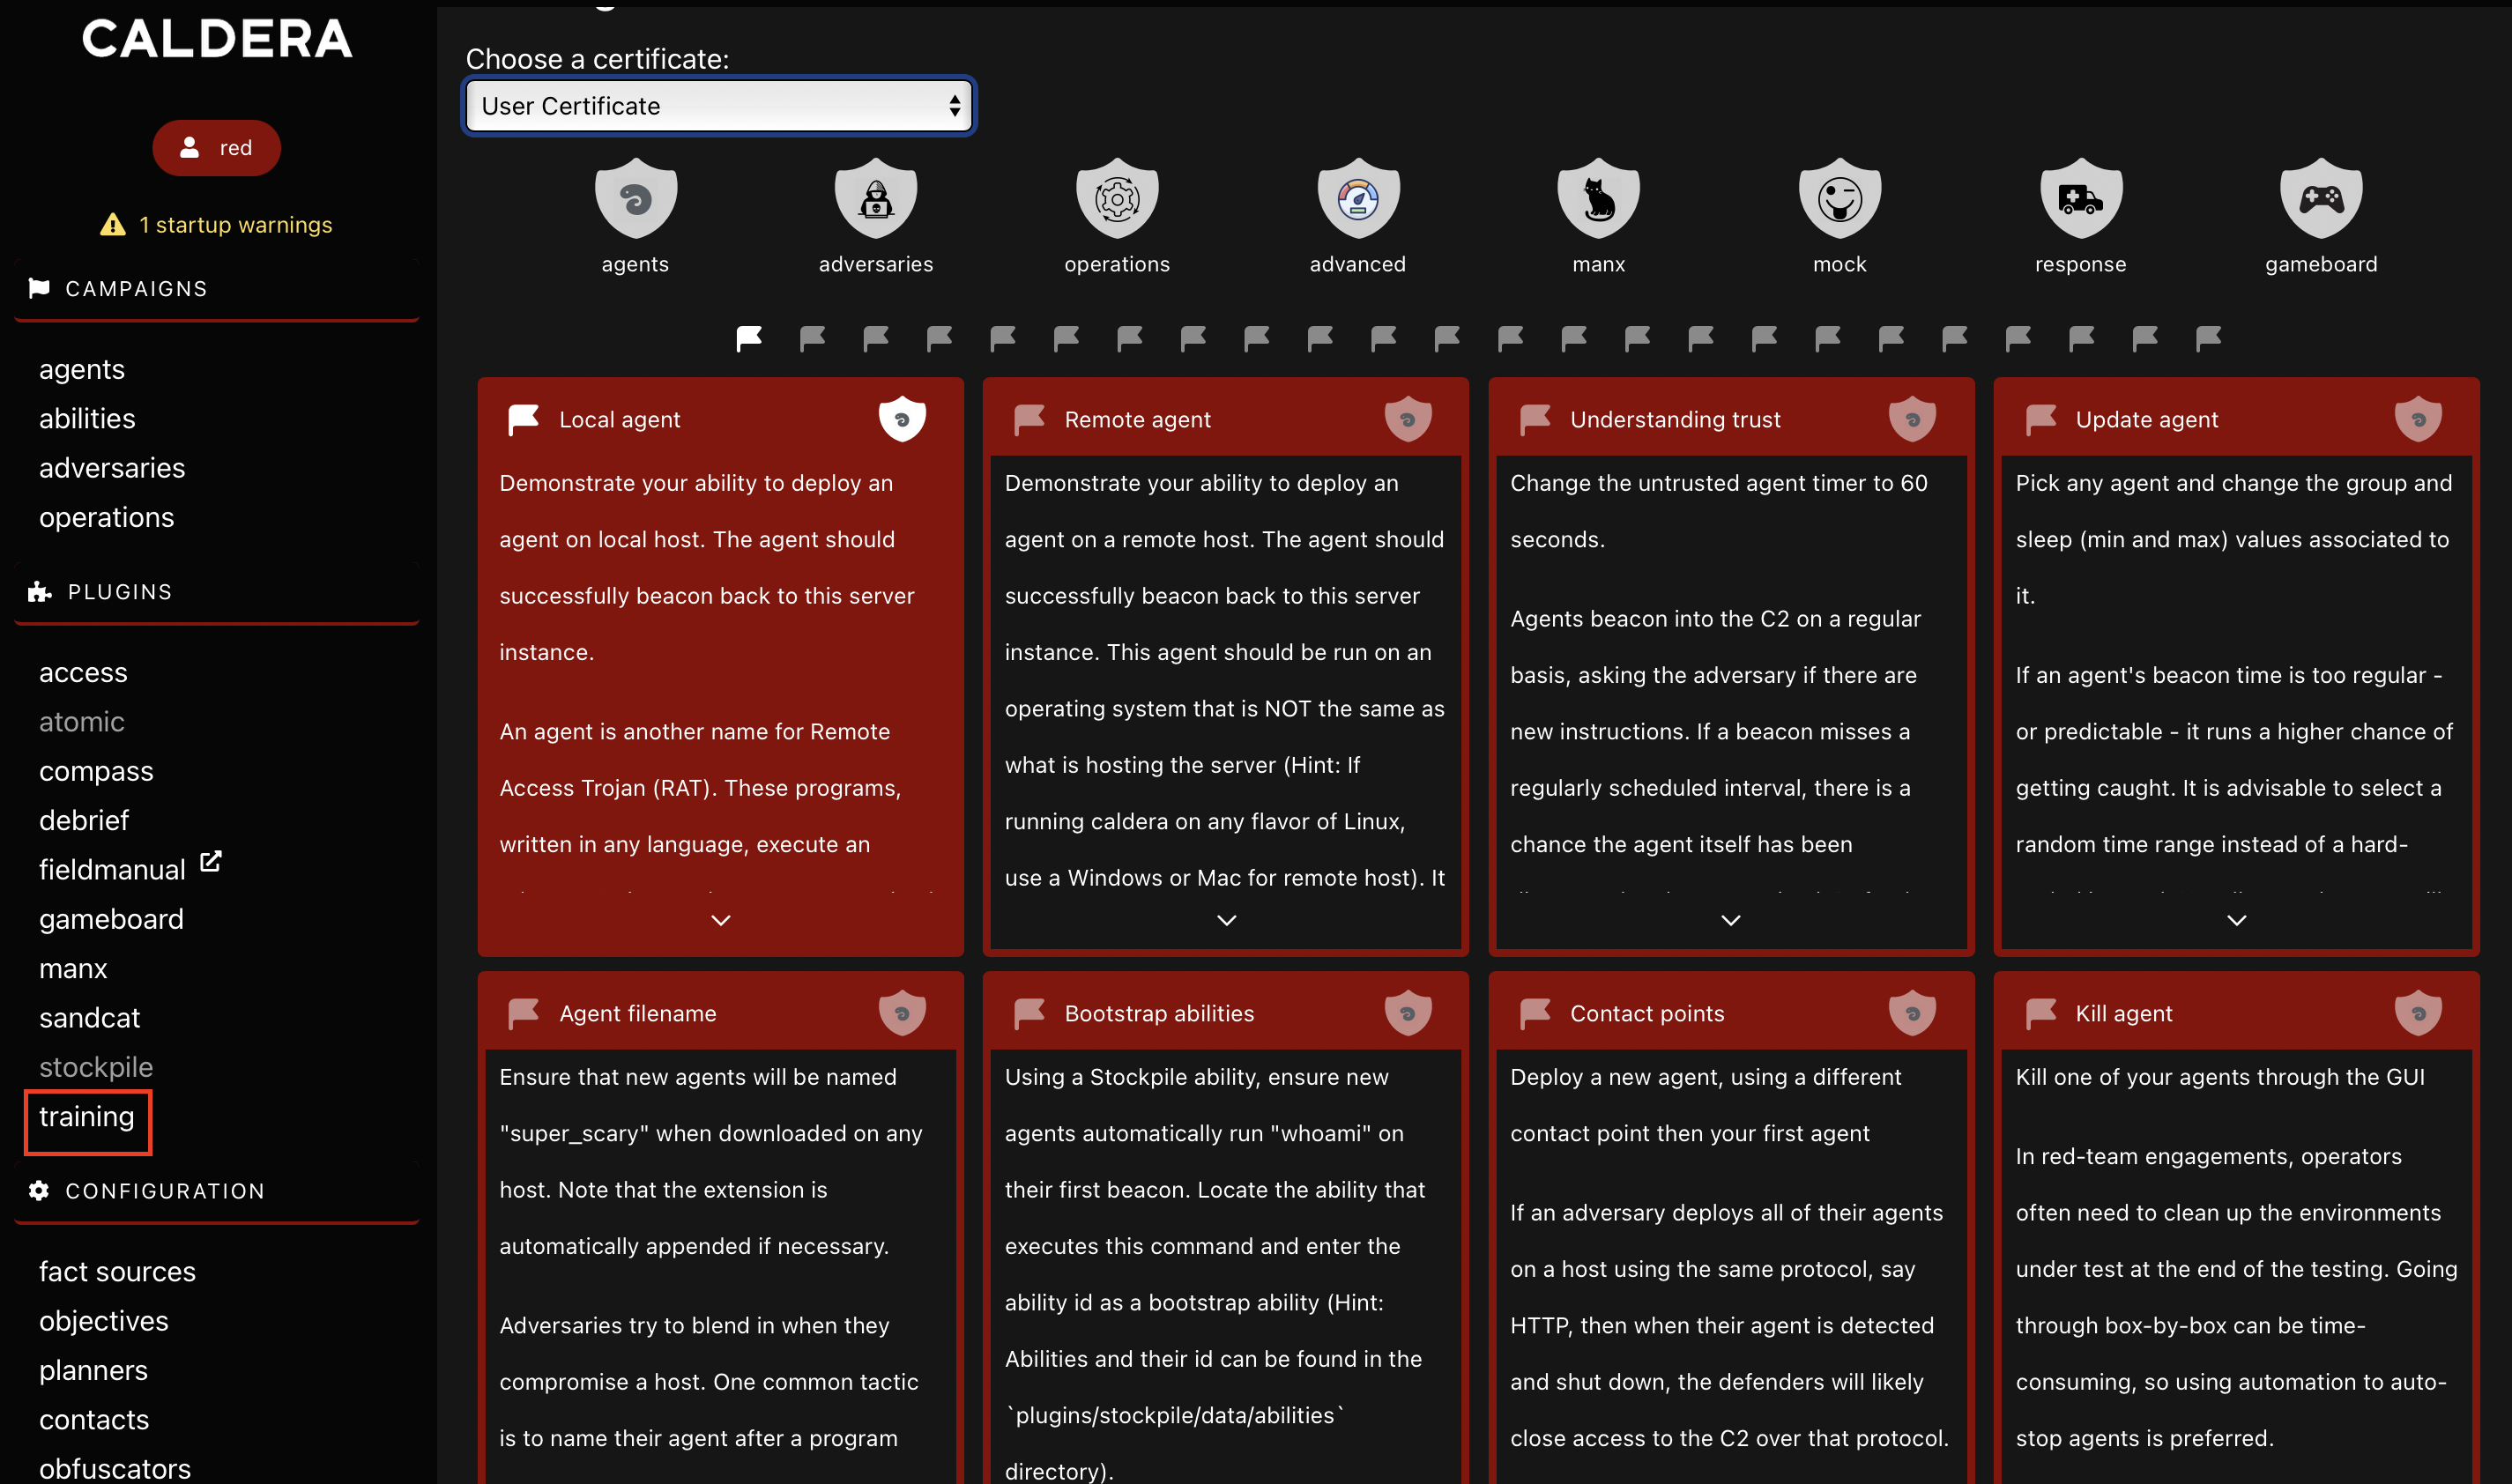 CALDERA
red
1 startup warnings
CAMPAIGNS
agents
abilities
adversaries
operations
PLUGINS
access
atomic
compass
debrief
fieldmanual
gameboard
manx
sandcat
stockpile
training
CONFIGURATION
fact sources
objectives
planners
contacts
obfuscators
Choose a certificate:
User Certificate
agents
adversaries
operations
advanced
manx
mock
response
gameboard
Local agent
Demonstrate your ability to deploy an
agent on local host. The agent should
successfully beacon back to this server
instance.
An agent is another name for Remote
Access Trojan (RAT). These programs,
written in any language, execute an
Remote agent
Demonstrate your ability to deploy an
agent on a remote host. The agent should
successfully beacon back to this server
instance. This agent should be run on an
operating system that is NOT the same as
what is hosting the server (Hint: If
running caldera on any flavor of Linux,
use a Windows or Mac for remote host). It
Understanding trust
Change the untrusted agent timer to 60
seconds.
Agents beacon into the C2 on a regular
basis, asking the adversary if there are
new instructions. If a beacon misses a
regularly scheduled interval, there is a
chance the agent itself has been
Update agent
Pick any agent and change the group and
sleep (min and max) values associated to
it.
If an agent's beacon time is too regular -
or predictable - it runs a higher chance of
getting caught. It is advisable to select a
random time range instead of a hard-
Agent filename
Ensure that new agents will be named
"super_scary" when downloaded on any
host. Note that the extension is
automatically appended if necessary.
Adversaries try to blend in when they
compromise a host. One common tactic
is to name their agent after a program
Bootstrap abilities
Using a Stockpile ability, ensure new
agents automatically run "whoami" on
their first beacon. Locate the ability that
executes this command and enter the
ability id as a bootstrap ability (Hint:
Abilities and their id can be found in the
`plugins/stockpile/data/abilities`
directory).
Contact points
Deploy a new agent, using a different
contact point then your first agent
If an adversary deploys all of their agents
on a host using the same protocol, say
HTTP, then when their agent is detected
and shut down, the defenders will likely
close access to the C2 over that protocol.
Kill agent
Kill one of your agents through the GUI
In red-team engagements, operators
often need to clean up the environments
under test at the end of the testing. Going
through box-by-box can be time-
consuming, so using automation to auto-
stop agents is preferred.